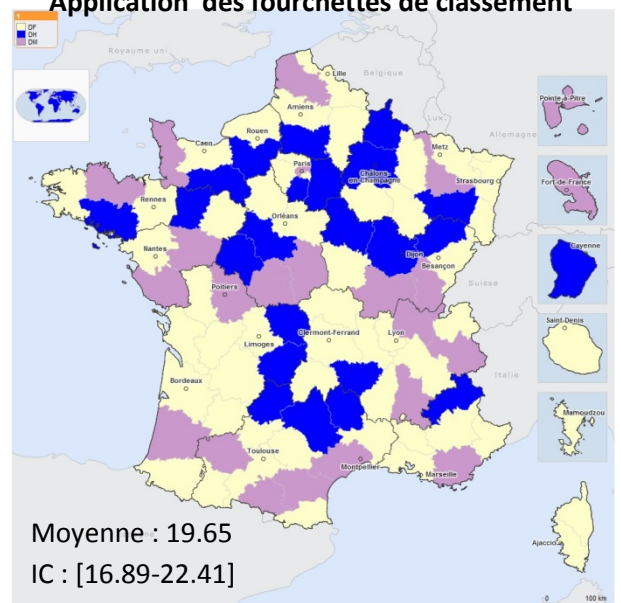 Application des fourchettes de classement
DF
DH
DM
Royaume uni
Lille
Belgique
Amiens
Lux.
Allemagne
Pointe-à-Pitre
Rouen
Caen
Metz
Paris
Châlons
en-Champagne
Strasbourg
Fort-de-France
Rennes
Orléans
Nantes
Dijon
Besançon
Cayenne
Poitiers
Suisse
Saint-Denis
Clermont-Ferrand
Lyon
Limoges
Italie
Bordeaux
Mamoudzou
Toulouse
Montpellier
Marseille
Moyenne : 19.65
IC : [16.89-22.41]
Ajaccio
0 100 km